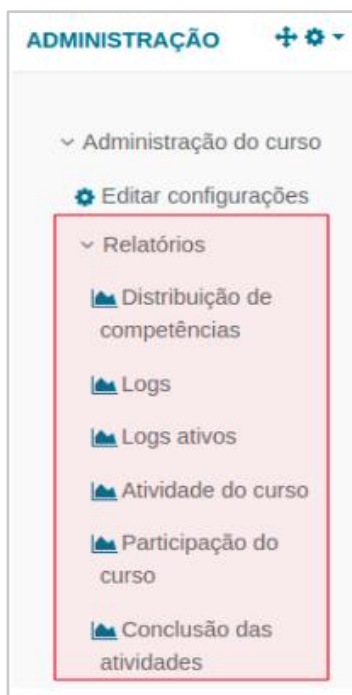 ADMINISTRAÇÃO
Administração do curso
Editar configurações
Relatórios
Distribuição de
competências
Logs
Logs ativos
Atividade do curso
Participação do
curso
Conclusão das
atividades